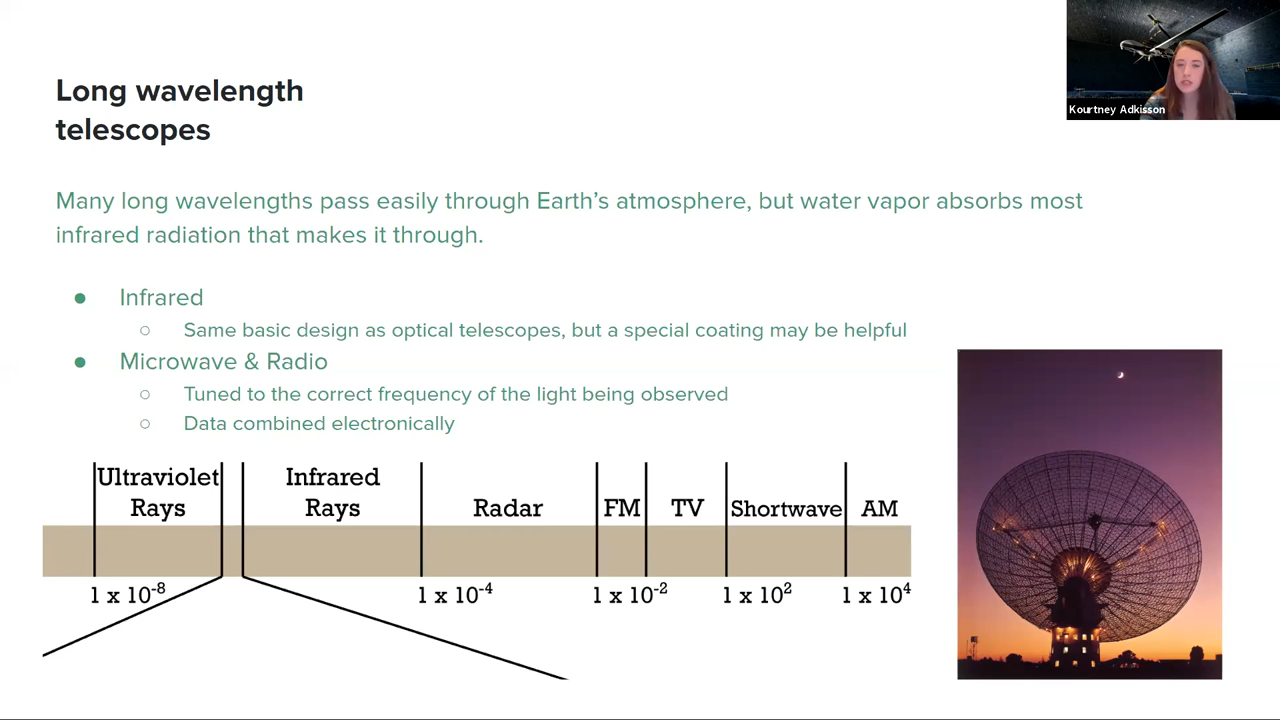 Long wavelength
telescopes
Kourtney Adkisson
Many long wavelengths pass easily through Earth’s atmosphere, but water vapor absorbs most
infrared radiation that makes it through.
● Infrared
○ Same basic design as optical telescopes, but a special coating may be helpful
● Microwave & Radio
○ Tuned to the correct frequency of the light being observed
○ Data combined electronically
Ultraviolet Rays
Infrared Rays
Radar
FM
TV
Shortwave
AM
1 x 10⁻⁸
1 x 10⁻⁴
1 x 10⁻²
1 x 10²
1 x 10⁴